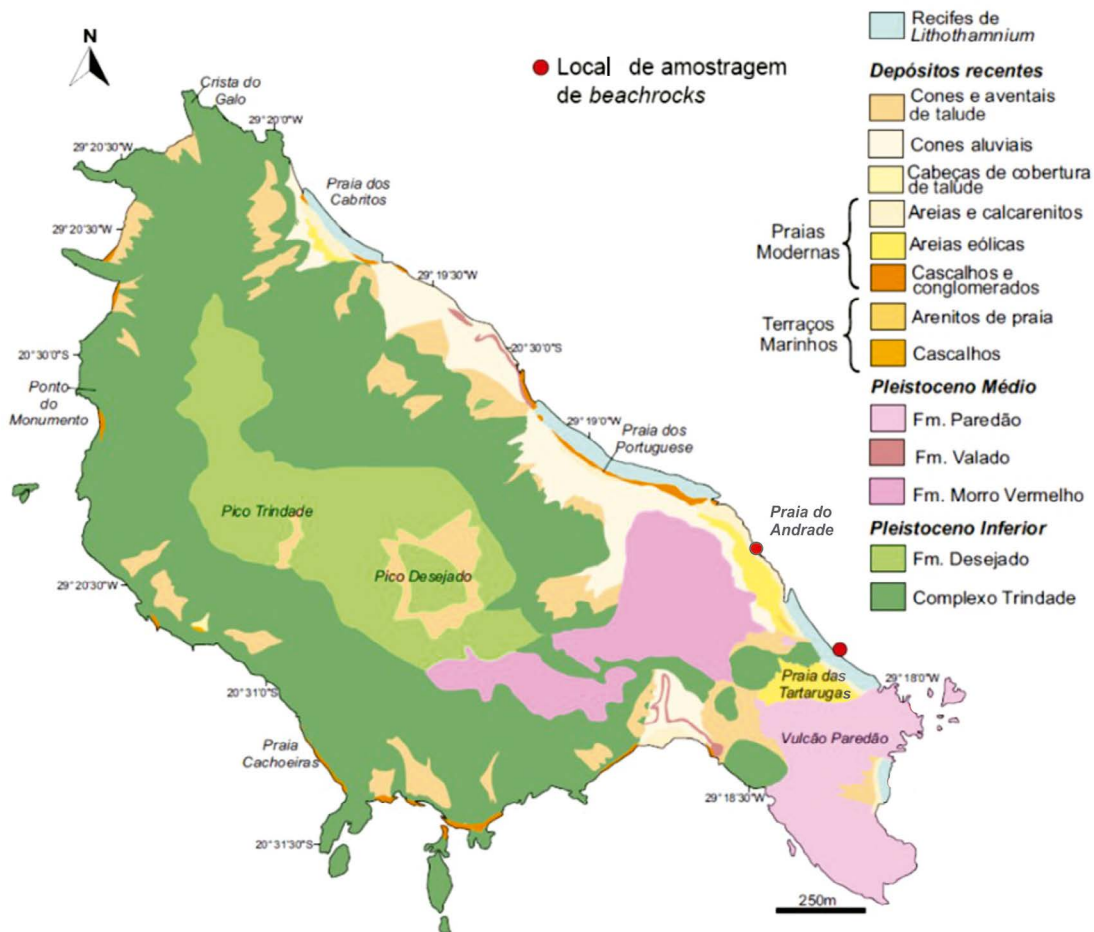 N
Crista do
Galo
29° 20'0"W
29° 20'30"W
Praia dos
Cabritos
29° 20'30"W
29° 19'30"W
20° 30'0"S
20° 30'0"S
Ponto
do
Monumento
29° 19'0"W
Praia dos
Portuguese
Pico Trindade
Praia do
Andrade
Pico Desejado
29° 20'30"W
Praia das
Tartarugas
29° 18'0"W
20° 31'0"S
Praia
Cachoeiras
Vulcão Paredão
29° 18'30"W
20° 31'30"S
250m
Local de amostragem
de beachrocks
Recifes de
Lithothamnium
Depósitos recentes
Cones e aventais
de talude
Cones aluviais
Cabeças de cobertura
de talude
Praias
Modernas
Areias e calcarenitos
Areias eólicas
Cascalhos e
conglomerados
Terraços
Marinhos
Arenitos de praia
Cascalhos
Pleistoceno Médio
Fm. Paredão
Fm. Valado
Fm. Morro Vermelho
Pleistoceno Inferior
Fm. Desejado
Complexo Trindade